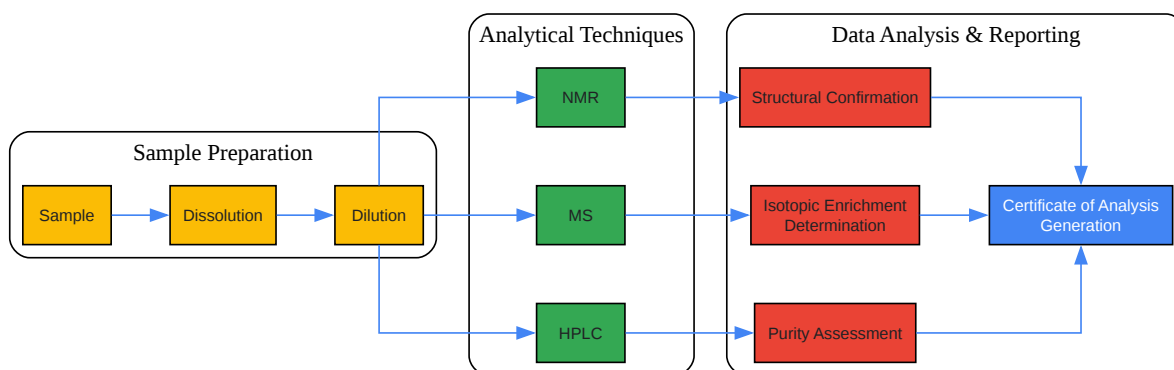 Analytical Techniques
Data Analysis & Reporting
NMR
Structural Confirmation
Sample Preparation
Sample
Dissolution
Dilution
MS
Isotopic Enrichment
Determination
Certificate of Analysis
Generation
HPLC
Purity Assessment